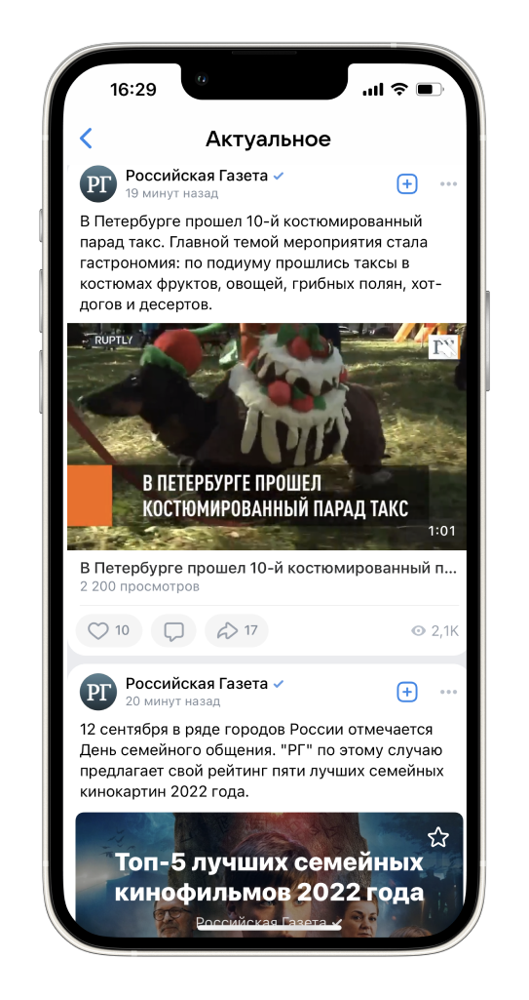 16:29
Актуальное
РГ
Российская Газета
19 минут назад
В Петербурге прошел 10-й костюмированный
парад такс. Главной темой мероприятия стала
гастрономия: по подиуму прошлись таксы в
костюмах фруктов, овощей, грибных полян, хот-
догов и десертов.
RUPTLY
В ПЕТЕРБУРГЕ ПРОШЕЛ
КОСТЮМИРОВАННЫЙ ПАРАД ТАКС
1:01
В Петербурге прошел 10-й костюмированный п...
2 200 просмотров
10
17
2,1K
РГ
Российская Газета
20 минут назад
12 сентября в ряде городов России отмечается
День семейного общения. "РГ" по этому случаю
предлагает свой рейтинг пяти лучших семейных
кинокартин 2022 года.
Топ-5 лучших семейных
кинофильмов 2022 года
Российская Газета